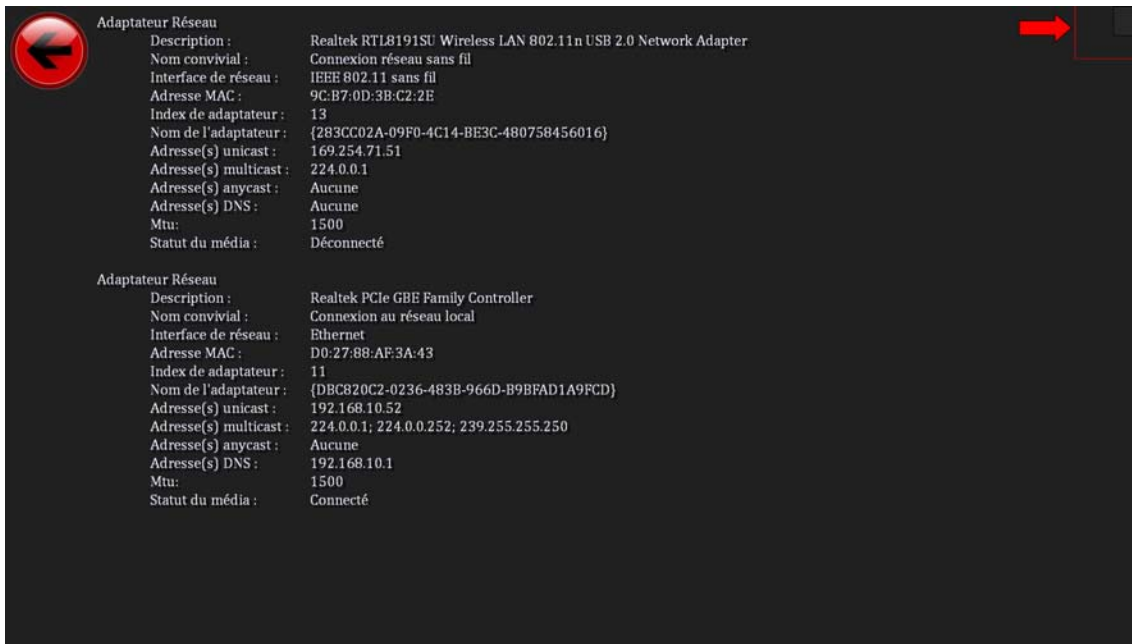 Adaptateur Réseau
Description : Realtek RTL8191SU Wireless LAN 802.11n USB 2.0 Network Adapter
Nom convivial : Connexion réseau sans fil
Interface de réseau : IEEE 802.11 sans fil
Adresse MAC : 9C:B7:0D:3B:C2:2E
Index de adaptateur : 13
Nom de l'adaptateur : {283CC02A-09F0-4C14-BE3C-480758456016}
Adresse(s) unicast : 169.254.71.51
Adresse(s) multicast : 224.0.0.1
Adresse(s) anycast : Aucune
Adresse(s) DNS : Aucune
Mtu: 1500
Statut du média : Déconnecté
Adaptateur Réseau
Description : Realtek PCIe GBE Family Controller
Nom convivial : Connexion au réseau local
Interface de réseau : Ethernet
Adresse MAC : D0:27:88:AF:3A:43
Index de adaptateur : 11
Nom de l'adaptateur : {DBC820C2-0236-483B-966D-B9BFAD1A9FCD}
Adresse(s) unicast : 192.168.10.52
Adresse(s) multicast : 224.0.0.1; 224.0.0.252; 239.255.255.250
Adresse(s) anycast : Aucune
Adresse(s) DNS : 192.168.10.1
Mtu: 1500
Statut du média : Connecté